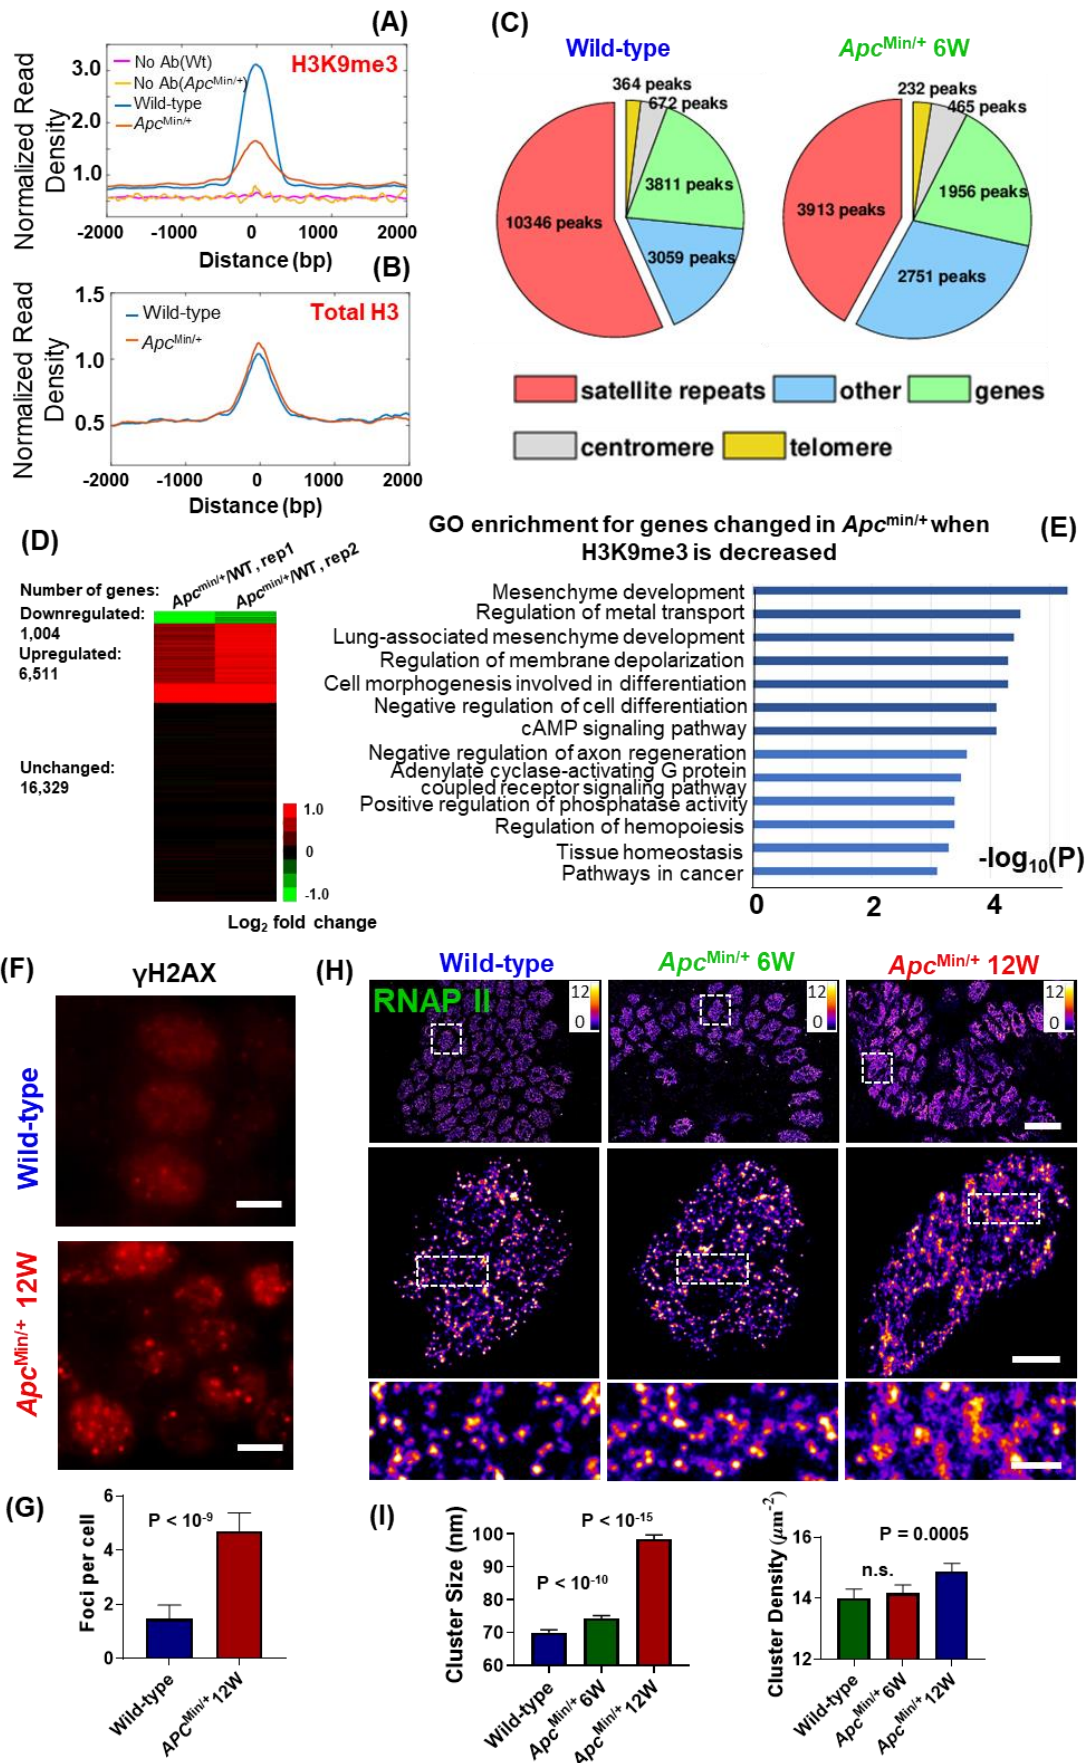 (A)
H3K9me3
No Ab(Wt)
No Ab(ApcMin/+)
Wild-type
ApcMin/+
3.0
2.0
1.0
Normalized Read
Density
-2000 -1000 0 1000 2000
Distance (bp)
(B)
Total H3
Wild-type
ApcMin/+
1.5
1.0
0.5
Normalized Read
Density
-2000 -1000 0 1000 2000
Distance (bp)
(C)
Wild-type
364 peaks
672 peaks
3811 peaks
10346 peaks
3059 peaks
ApcMin/+ 6W
232 peaks
465 peaks
1956 peaks
3913 peaks
2751 peaks
satellite repeats other genes
centromere telomere
(D)
Apcmin/+/WT, rep1
Apcmin/+/WT, rep2
Number of genes:
Downregulated:
1,004
Upregulated:
6,511
Unchanged:
16,329
1.0
0
-1.0
Log2 fold change
(E)
GO enrichment for genes changed in Apcmin/+ when
H3K9me3 is decreased
Mesenchyme development
Regulation of metal transport
Lung-associated mesenchyme development
Regulation of membrane depolarization
Cell morphogenesis involved in differentiation
Negative regulation of cell differentiation
cAMP signaling pathway
Negative regulation of axon regeneration
Adenylate cyclase-activating G protein
coupled receptor signaling pathway
Positive regulation of phosphatase activity
Regulation of hemopoiesis
Tissue homeostasis
Pathways in cancer
-log10(P)
0 2 4
(F)
γH2AX
Wild-type
ApcMin/+ 12W
(G)
Foci per cell
6
4
2
0
P < 10-9
Wild-type
APCMin/+ 12W
(H)
Wild-type
ApcMin/+ 6W
ApcMin/+ 12W
RNAP II
12
0
12
0
12
0
(I)
Cluster Size (nm)
100
90
80
70
60
P < 10-15
P < 10-10
Wild-type
ApcMin/+ 6W
ApcMin/+ 12W
Cluster Density (μm-2)
16
14
12
P = 0.0005
n.s.
Wild-type
ApcMin/+ 6W
ApcMin/+ 12W